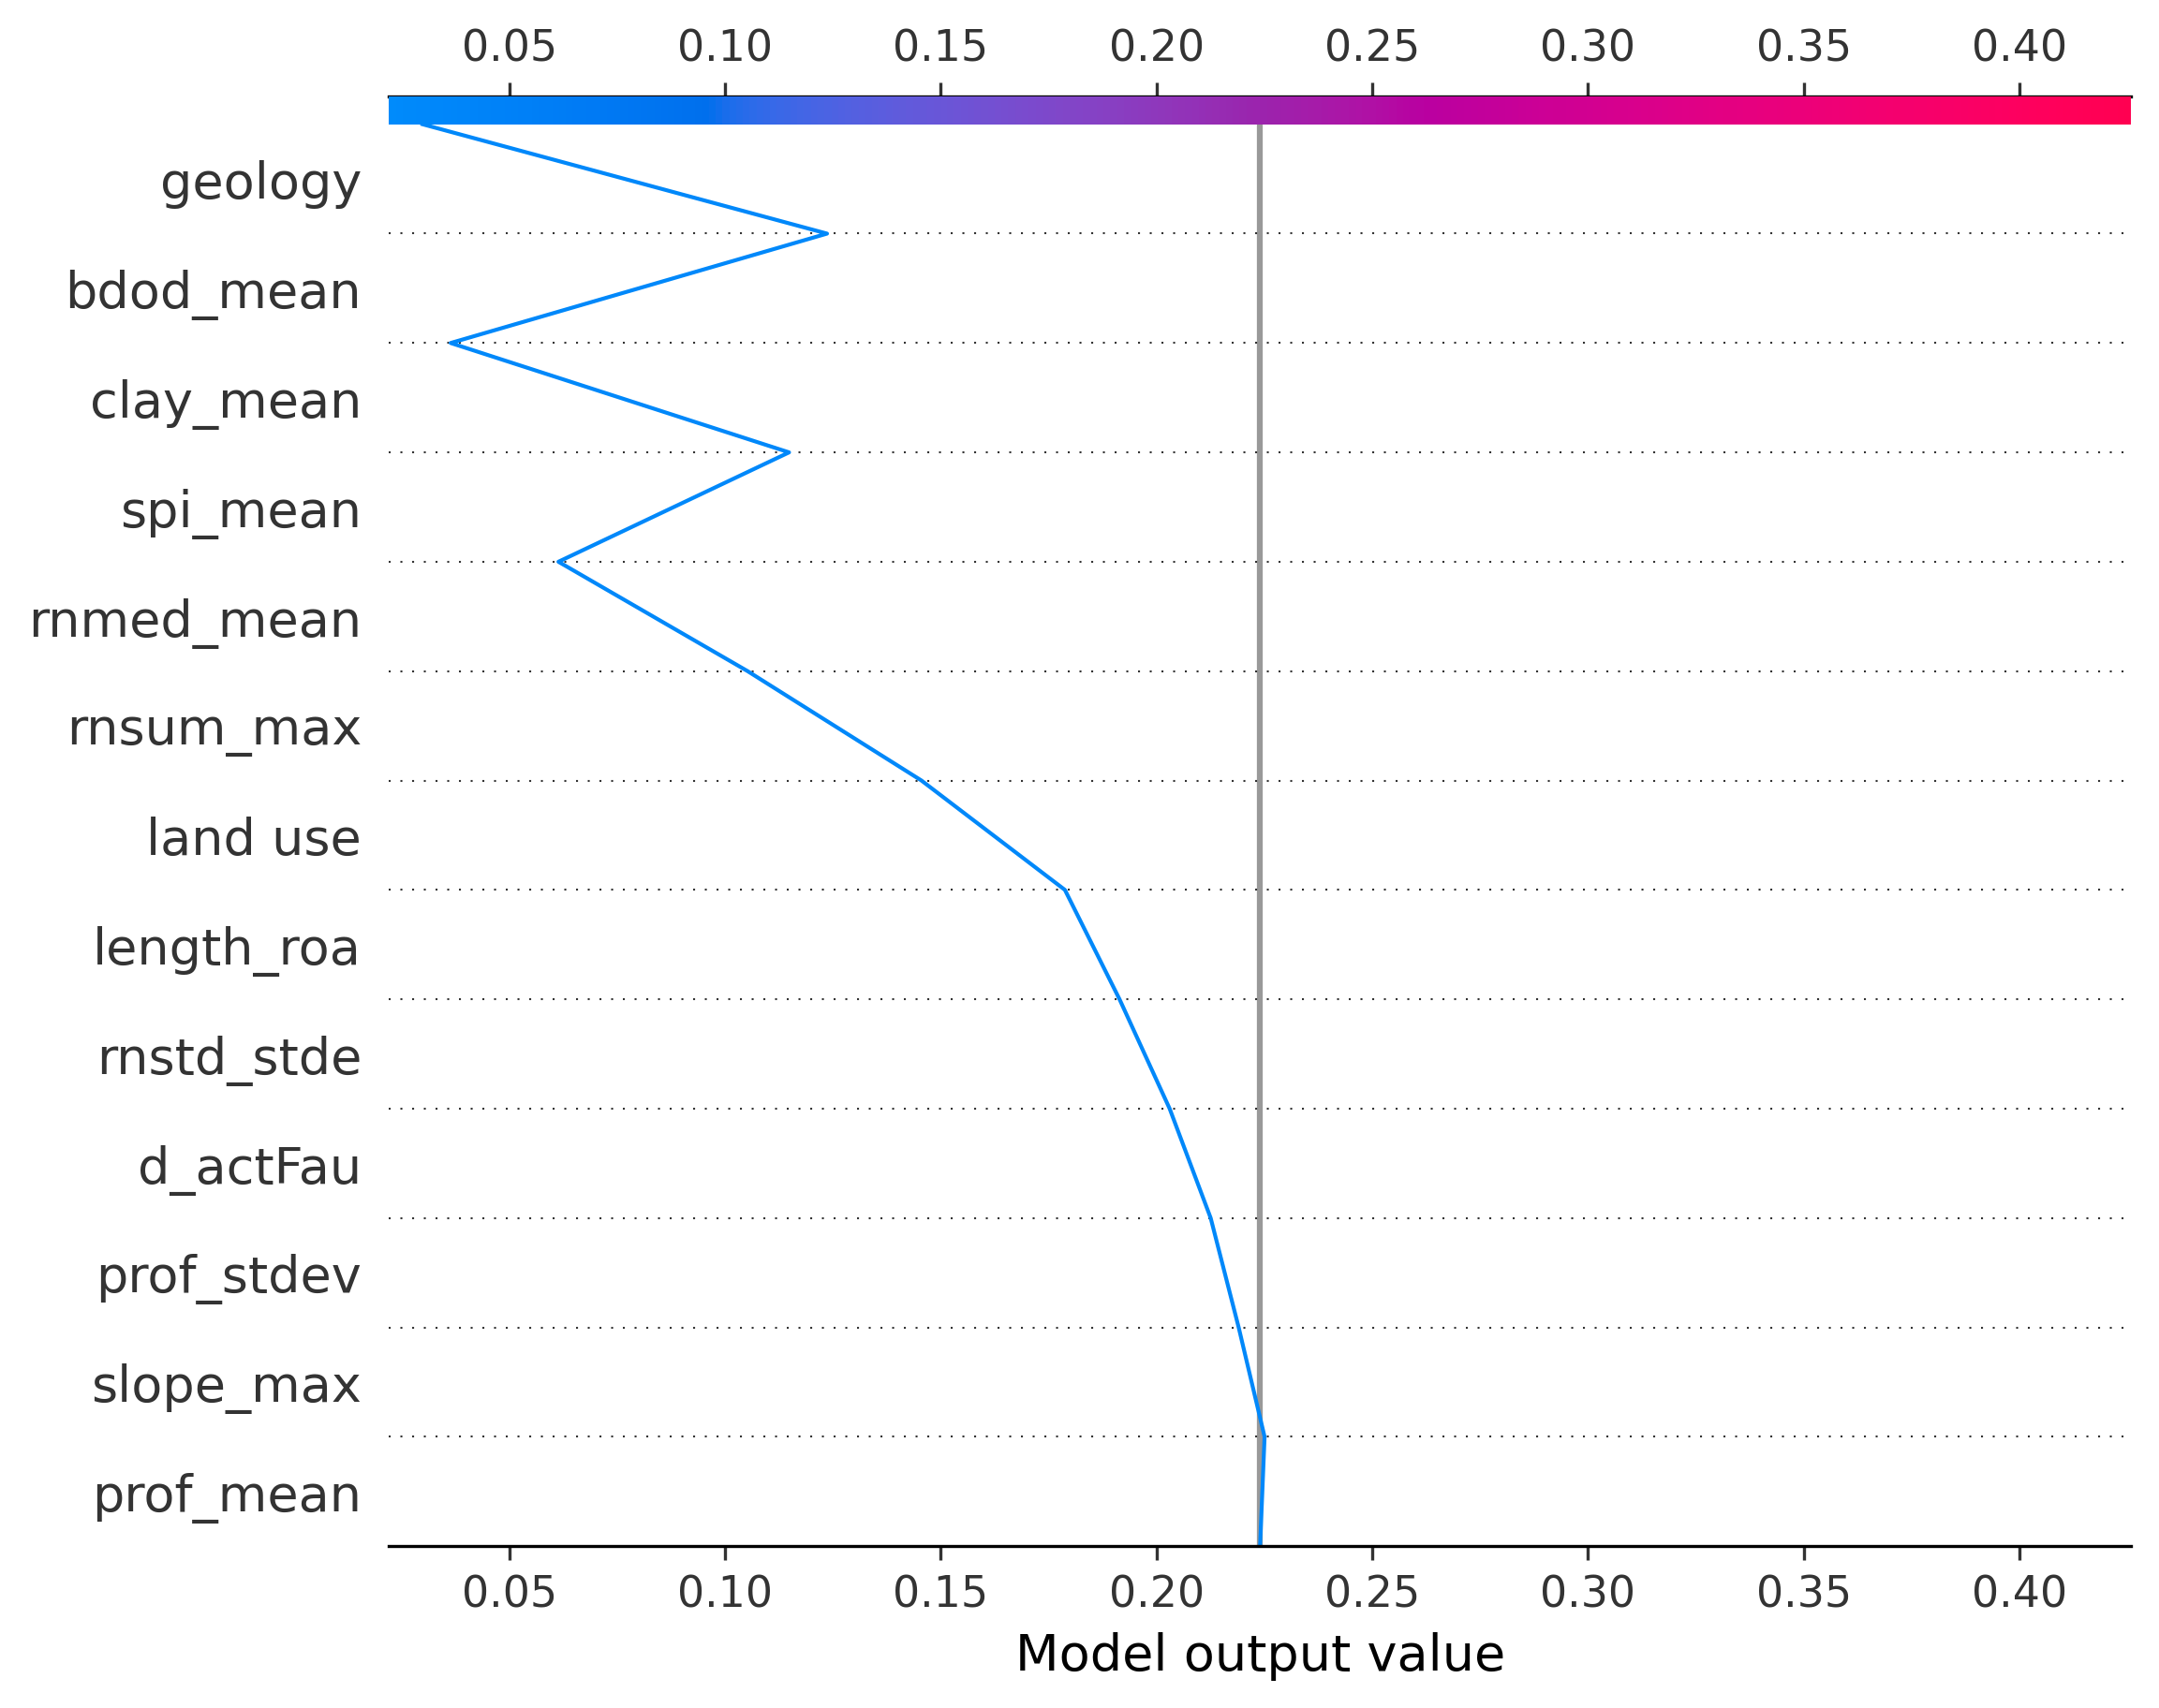 0.05 0.10 0.15 0.20 0.25 0.30 0.35 0.40
geology
bdod_mean
clay_mean
spi_mean
rnmed_mean
rnsum_max
land use
length_roa
rnstd_stde
d_actFau
prof_stdev
slope_max
prof_mean
0.05 0.10 0.15 0.20 0.25 0.30 0.35 0.40
Model output value